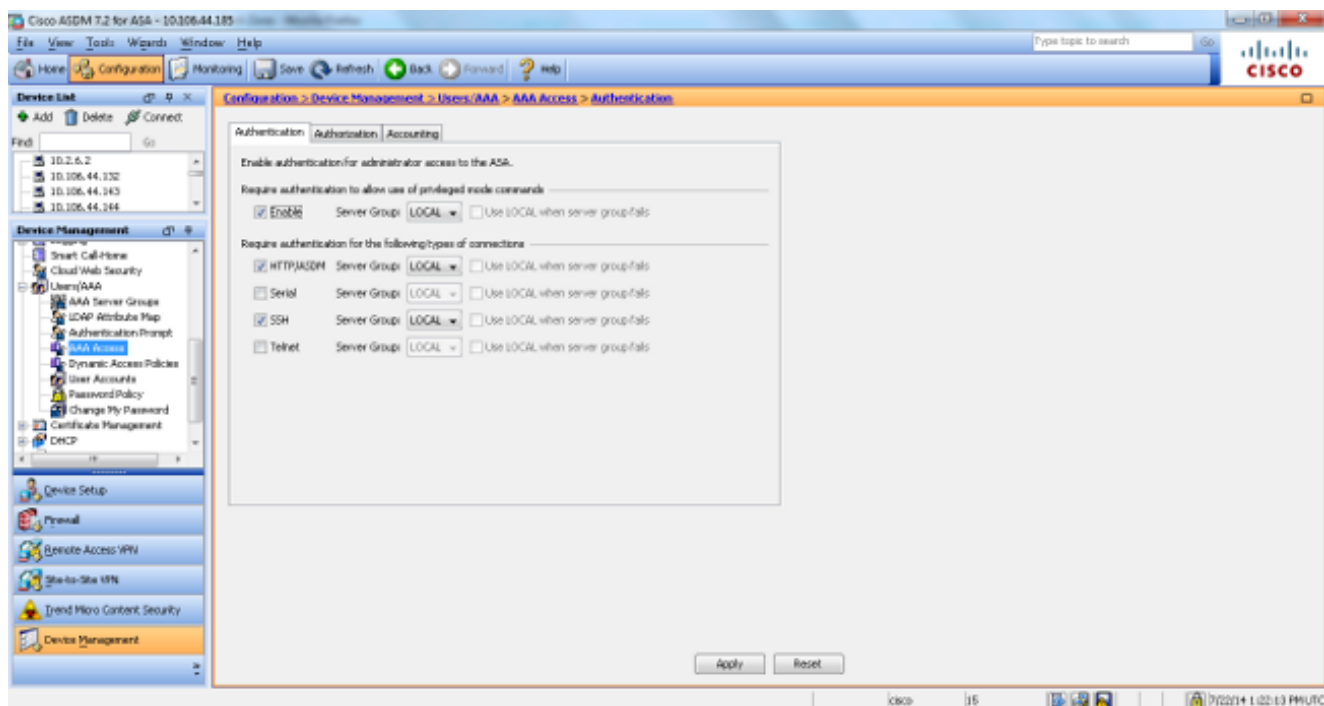 Cisco ASDM 7.2 for ASA - 10.106.44.185
File View Tools Wizards Window Help
Type topic to search Go
Home Configuration Monitoring Save Refresh Back Forward Help
CISCO
Device List
Add Delete Connect
Find: Go
10.2.6.2
10.106.44.132
10.106.44.143
10.106.44.144
Device Management
Smart Call-Home
Cloud Web Security
Users/AAA
AAA Server Groups
LDAP Attribute Map
Authentication Prompt
AAA Access
Dynamic Access Policies
User Accounts
Password Policy
Change My Password
Certificate Management
DHCP
Device Setup
Firewall
Remote Access VPN
Site-to-Site VPN
Trend Micro Content Security
Device Management
Configuration > Device Management > Users/AAA > AAA Access > Authentication
Authentication Authorization Accounting
Enable authentication for administrator access to the ASA.
Require authentication to allow use of privileged mode commands
Enable Server Group: LOCAL Use LOCAL when server group fails
Require authentication for the following types of connections
HTTP/ASDM Server Group: LOCAL Use LOCAL when server group fails
Serial Server Group: LOCAL Use LOCAL when server group fails
SSH Server Group: LOCAL Use LOCAL when server group fails
Telnet Server Group: LOCAL Use LOCAL when server group fails
Apply Reset
cisco 15 7/22/14 1:22:13 PM UTC